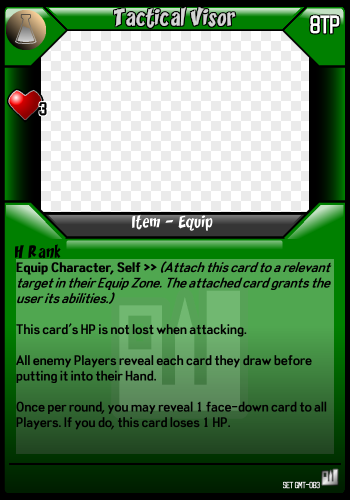 Tactical Visor
8TP
3
Item - Equip
H Rank
Equip Character, Self >> (Attach this card to a relevant
target in their Equip Zone. The attached card grants the
user its abilities.)
This card's HP is not lost when attacking.
All enemy Players reveal each card they draw before
putting it into their Hand.
Once per round, you may reveal 1 face-down card to all
Players. If you do, this card loses 1 HP.
SET GMT-083